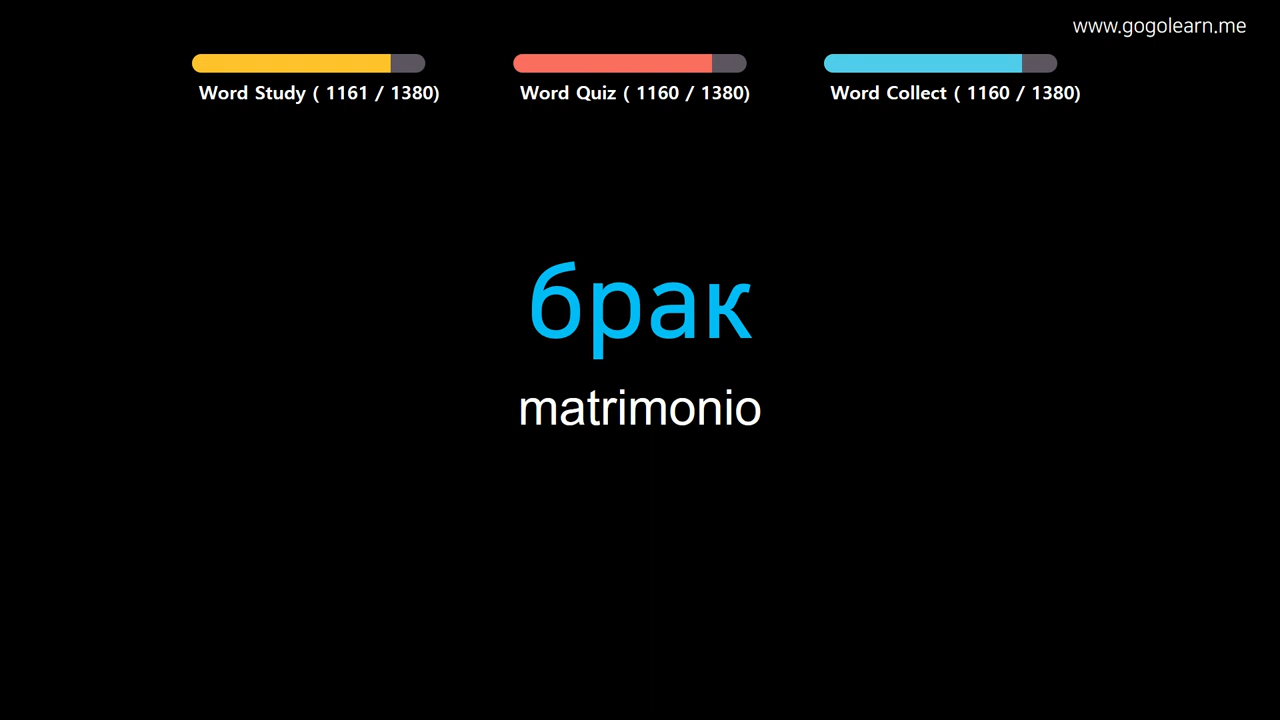 www.gogolearn.me
Word Study ( 1161 / 1380)
Word Quiz ( 1160 / 1380)
Word Collect ( 1160 / 1380)
брак
matrimonio